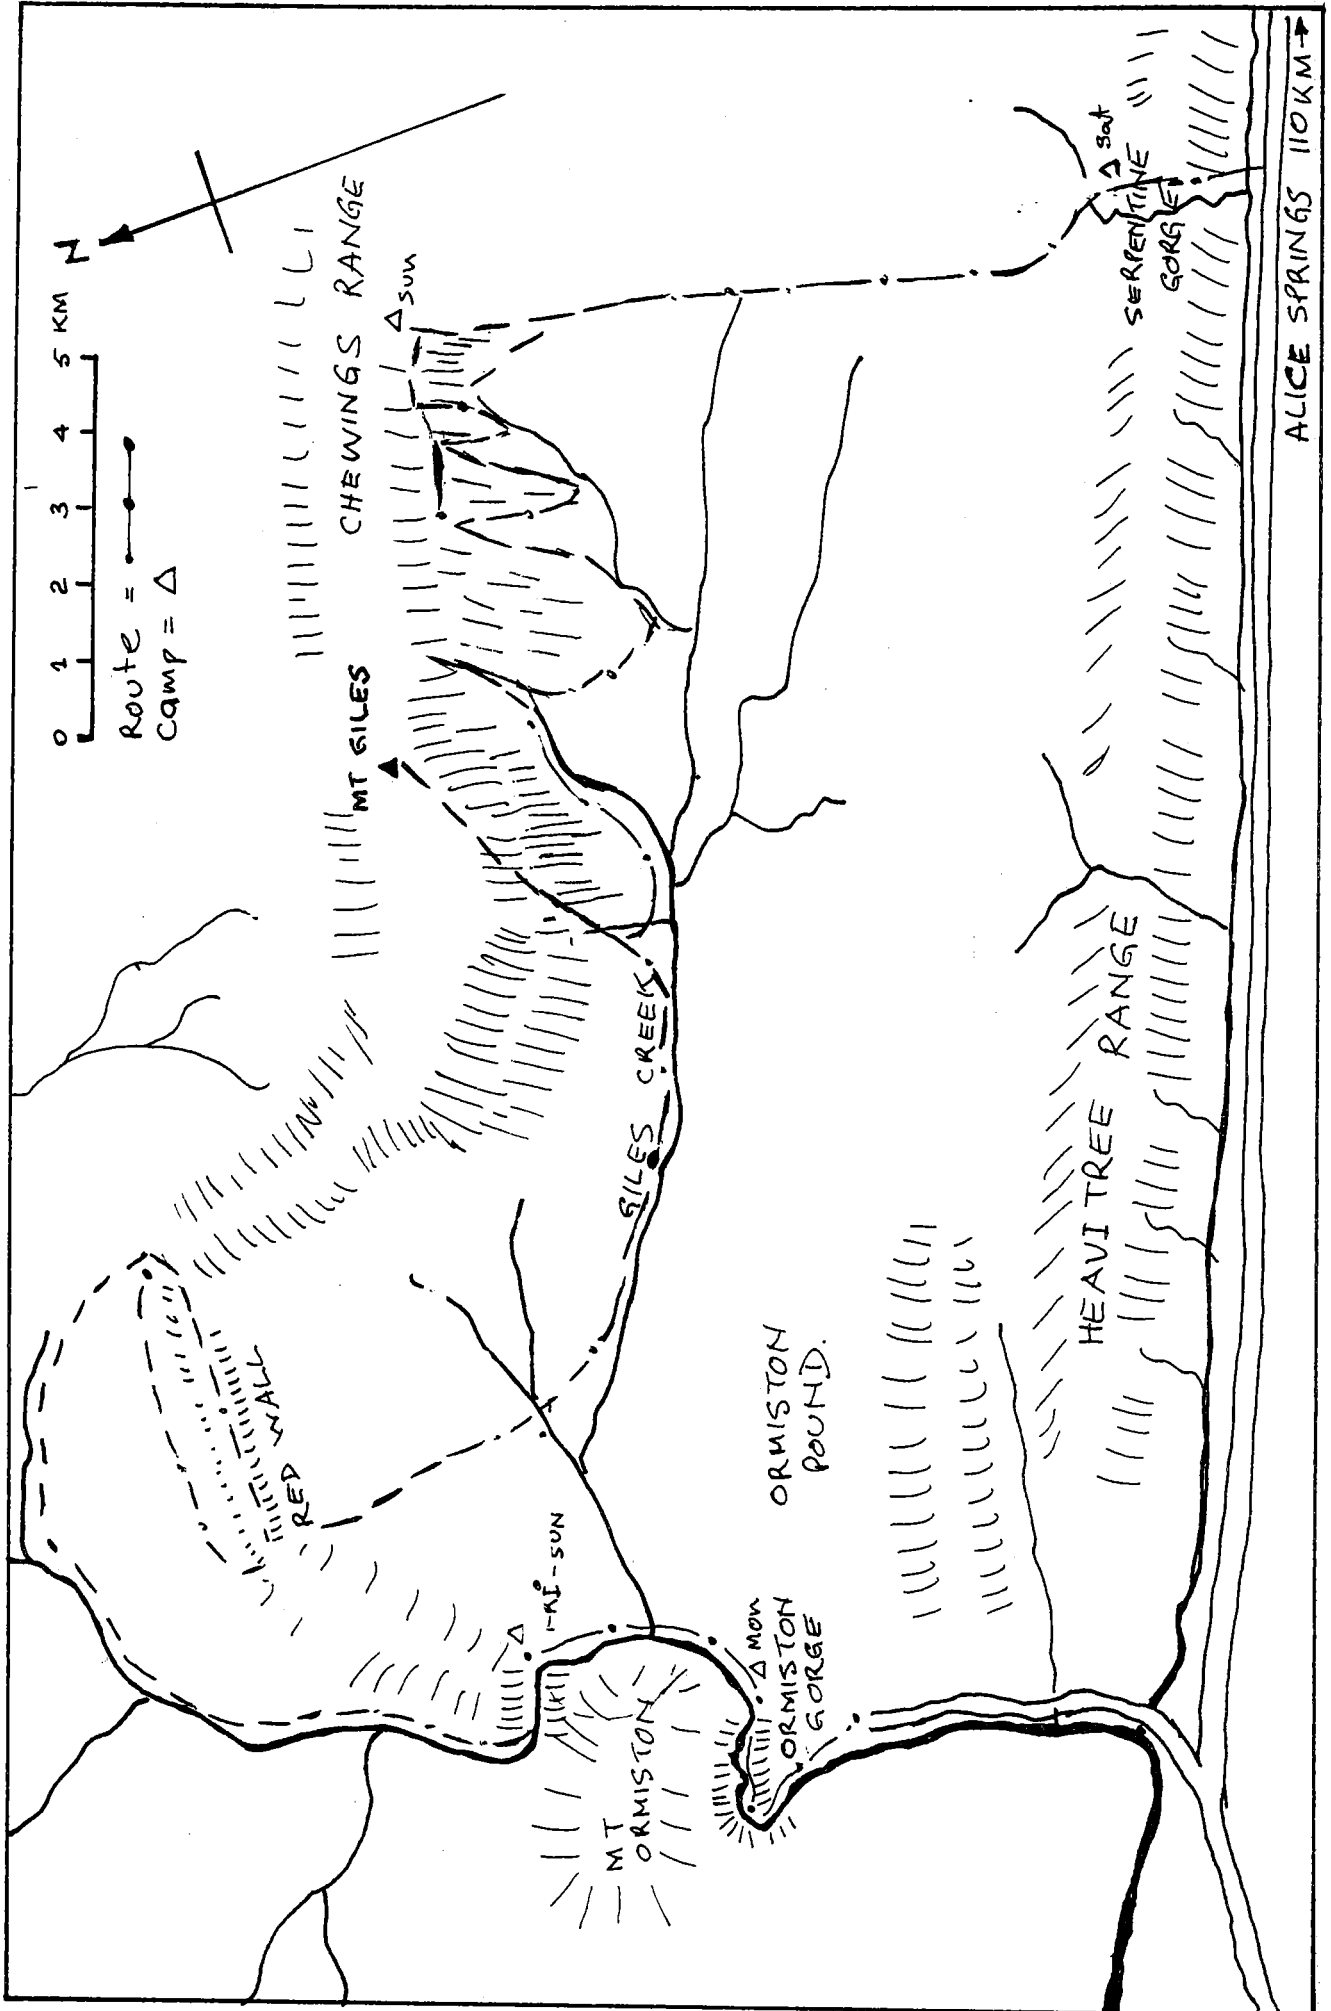 N
0 1 2 3 4 5 KM
Route =
Camp = △
CHEWINGS RANGE
△ SUN
MT GILES
RED WALL
GILES CREEK
△ FRI-SUN
MT
ORMISTON
ORMISTON
POUND.
△ MON
ORMISTON
GORGE
HEAVITREE RANGE
△ Sat
SERPENTINE
GORGE
ALICE SPRINGS 110KM→